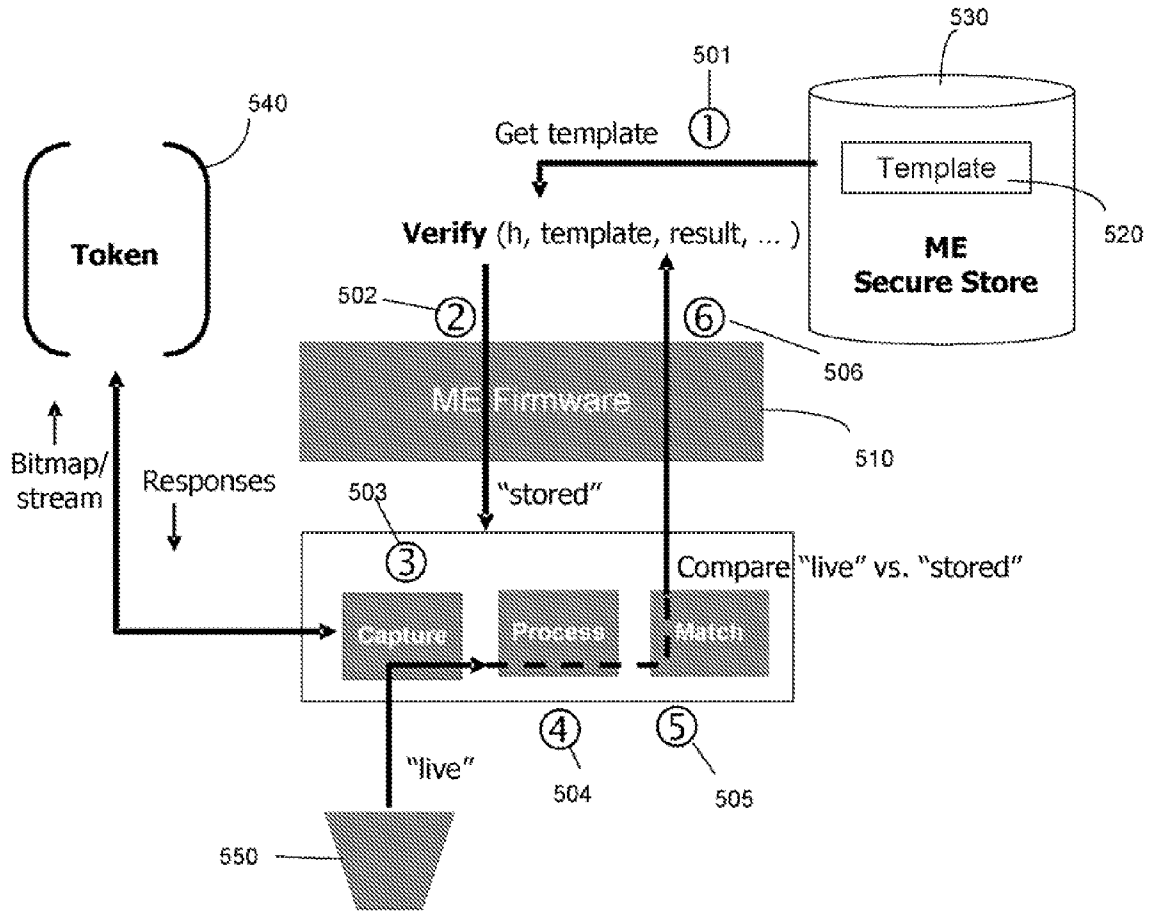 530
501
540
①
Get template
Template
520
Verify (h, template, result, ... )
ME
Secure Store
Token
502
②
⑥
506
ME Firmware
510
Bitmap/
stream
Responses
503
"stored"
③
Compare "live" vs. "stored"
Capture
Process
Match
④
⑤
"live"
504
505
550